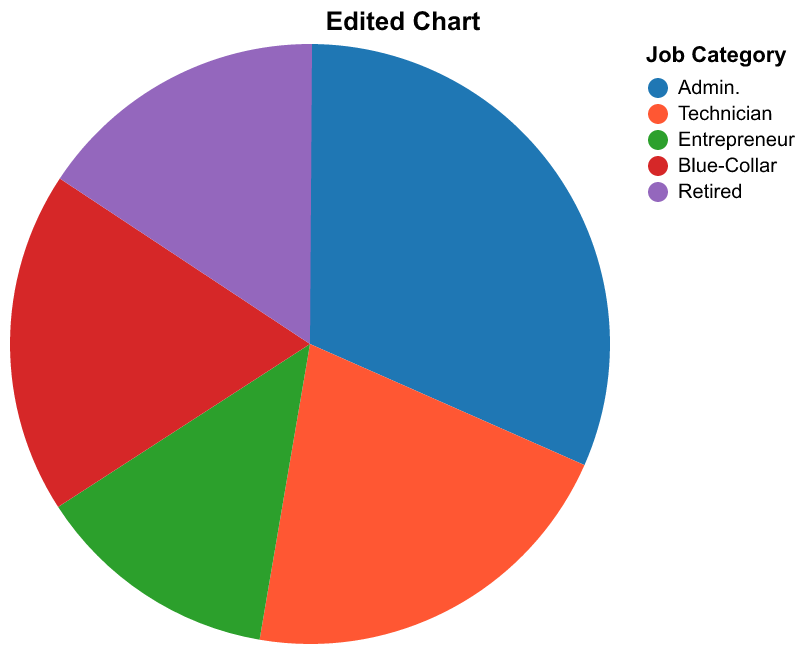 Edited Chart
Job Category
Admin.
Technician
Entrepreneur
Blue-Collar
Retired